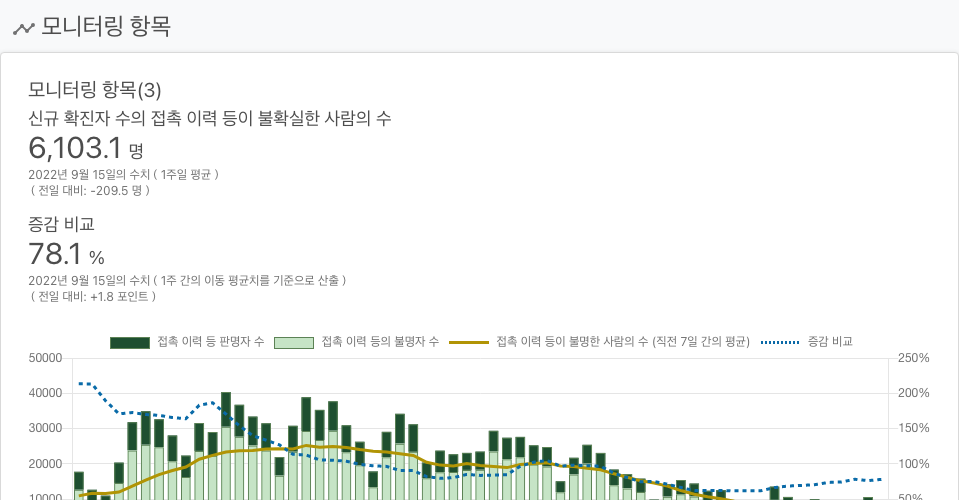 모니터링 항목
모니터링 항목(3)
신규 확진자 수의 접촉 이력 등이 불확실한 사람의 수
6,103.1 명
2022년 9월 15일의 수치 ( 1주일 평균 )
( 전일 대비: -209.5 명 )
증감 비교
78.1 %
2022년 9월 15일의 수치 ( 1주 간의 이동 평균치를 기준으로 산출 )
( 전일 대비: +1.8 포인트 )
접촉 이력 등 판명자 수 접촉 이력 등의 불명자 수 접촉 이력 등이 불명한 사람의 수 (직전 7일 간의 평균) 증감 비교
50000 250%
40000 200%
30000 150%
20000 100%
10000 50%